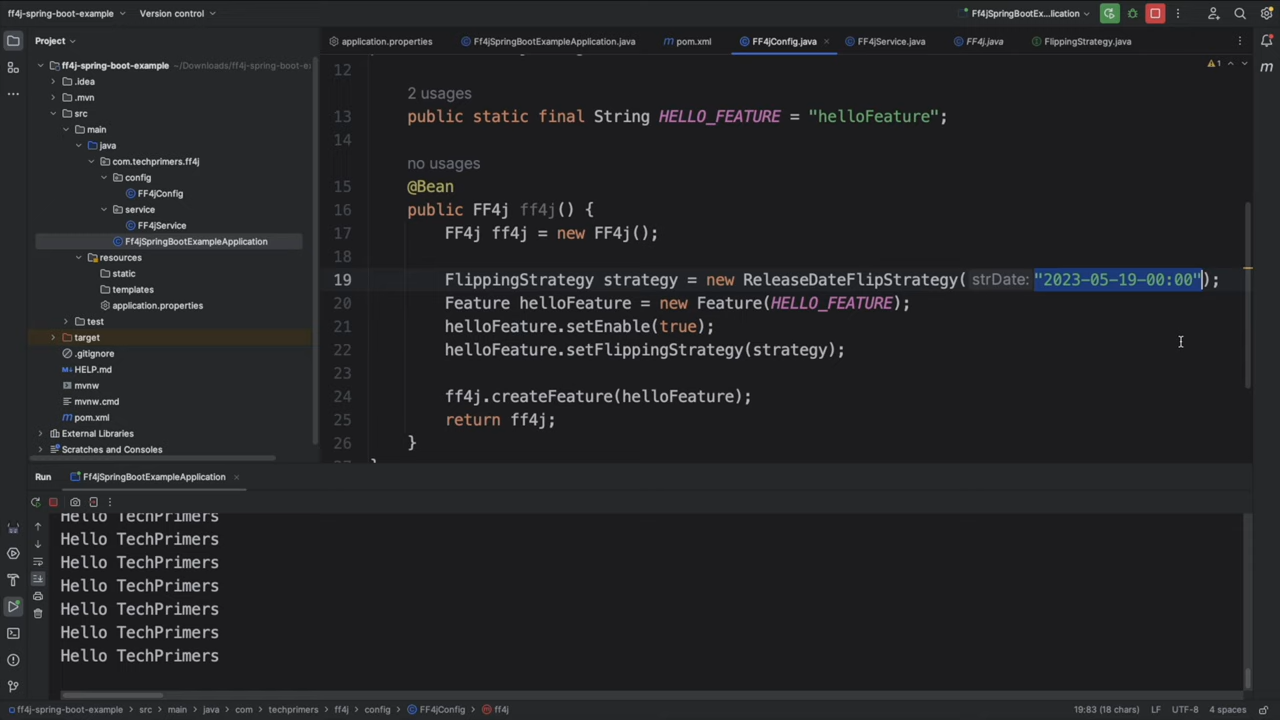 ff4j-spring-boot-example
Version control
Ff4jSpringBootEx...lication
Project
application.properties
Ff4jSpringBootExampleApplication.java
pom.xml
FF4jConfig.java
FF4jService.java
FF4j.java
FlippingStrategy.java
ff4j-spring-boot-example ~/Downloads/ff4j-spring-boot-e
.idea
.mvn
src
main
java
com.techprimers.ff4j
config
FF4jConfig
service
FF4jService
Ff4jSpringBootExampleApplication
resources
static
templates
application.properties
test
target
.gitignore
HELP.md
mvnw
mvnw.cmd
pom.xml
External Libraries
Scratches and Consoles
1
12
2 usages
13 public static final String HELLO_FEATURE = "helloFeature";
14
no usages
15 @Bean
16 public FF4j ff4j() {
17 FF4j ff4j = new FF4j();
18
19 FlippingStrategy strategy = new ReleaseDateFlipStrategy( strDate: "2023-05-19-00:00");
20 Feature helloFeature = new Feature(HELLO_FEATURE);
21 helloFeature.setEnable(true);
22 helloFeature.setFlippingStrategy(strategy);
23
24 ff4j.createFeature(helloFeature);
25 return ff4j;
26 }
Run
Ff4jSpringBootExampleApplication
Hello TechPrimers
Hello TechPrimers
Hello TechPrimers
Hello TechPrimers
Hello TechPrimers
Hello TechPrimers
Hello TechPrimers
ff4j-spring-boot-example > src > main > java > com > techprimers > ff4j > config > FF4jConfig > ff4j
19:83 (18 chars)
LF
UTF-8
4 spaces